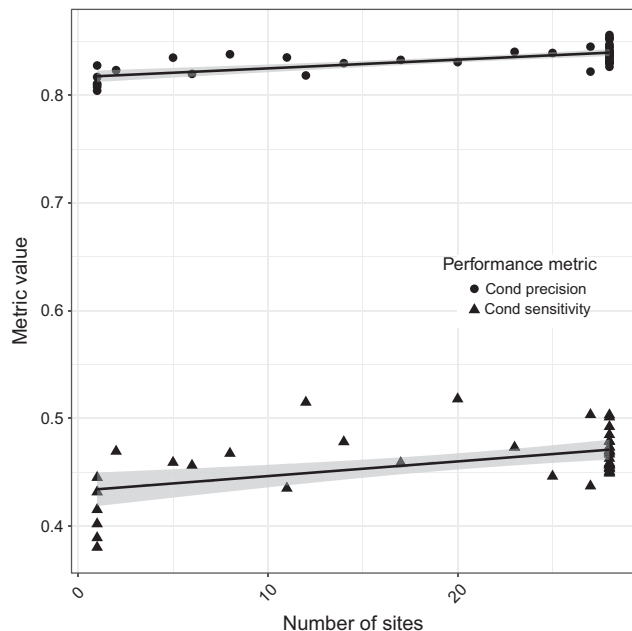 0.8
0.7
0.6
0.5
0.4
Metric value
Performance metric
Cond precision
Cond sensitivity
0
10
20
Number of sites